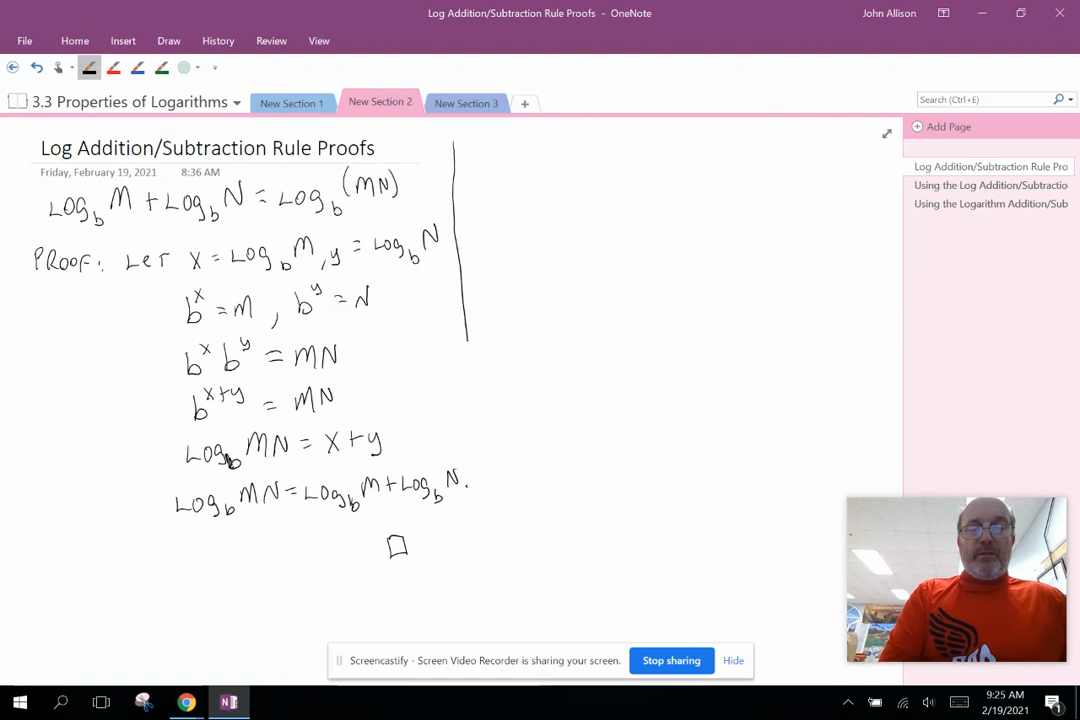 Log Addition/Subtraction Rule Proofs - OneNote
John Allison
File Home Insert Draw History Review View
3.3 Properties of Logarithms New Section 1 New Section 2 New Section 3 +
Search (Ctrl+E)
Add Page
Log Addition/Subtraction Rule Pro
Using the Log Addition/Subtractio
Using the Logarithm Addition/Sub
Log Addition/Subtraction Rule Proofs
Friday, February 19, 2021 8:36 AM
Log_b M + Log_b N = Log_b (MN)
PROOF: Let x = Log_b M, y = Log_b N
b^x = M, b^y = N
b^x b^y = MN
b^(x+y) = MN
Log_b MN = x + y
Log_b MN = Log_b M + Log_b N.
Screencastify - Screen Video Recorder is sharing your screen. Stop sharing Hide
9:25 AM
2/19/2021
1